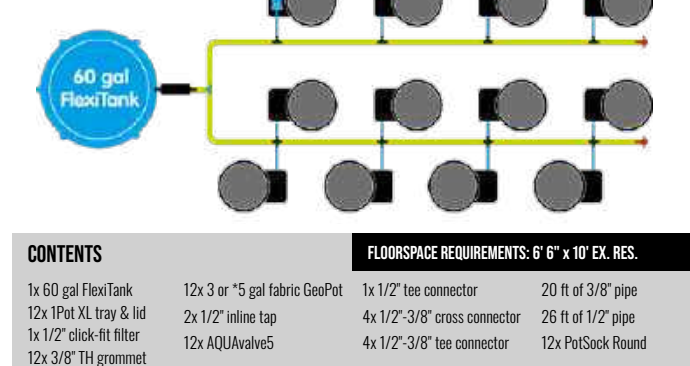 60 gal
FlexiTank
CONTENTS
FLOORSPACE REQUIREMENTS: 6' 6" x 10' EX. RES.
1x 60 gal FlexiTank
12x 1Pot XL tray & lid
1x 1/2" click-fit filter
12x 3/8" TH grommet
12x 3 or *5 gal fabric GeoPot
2x 1/2" inline tap
12x AQUAvalve5
1x 1/2" tee connector
4x 1/2"-3/8" cross connector
4x 1/2"-3/8" tee connector
20 ft of 3/8" pipe
26 ft of 1/2" pipe
12x PotSock Round